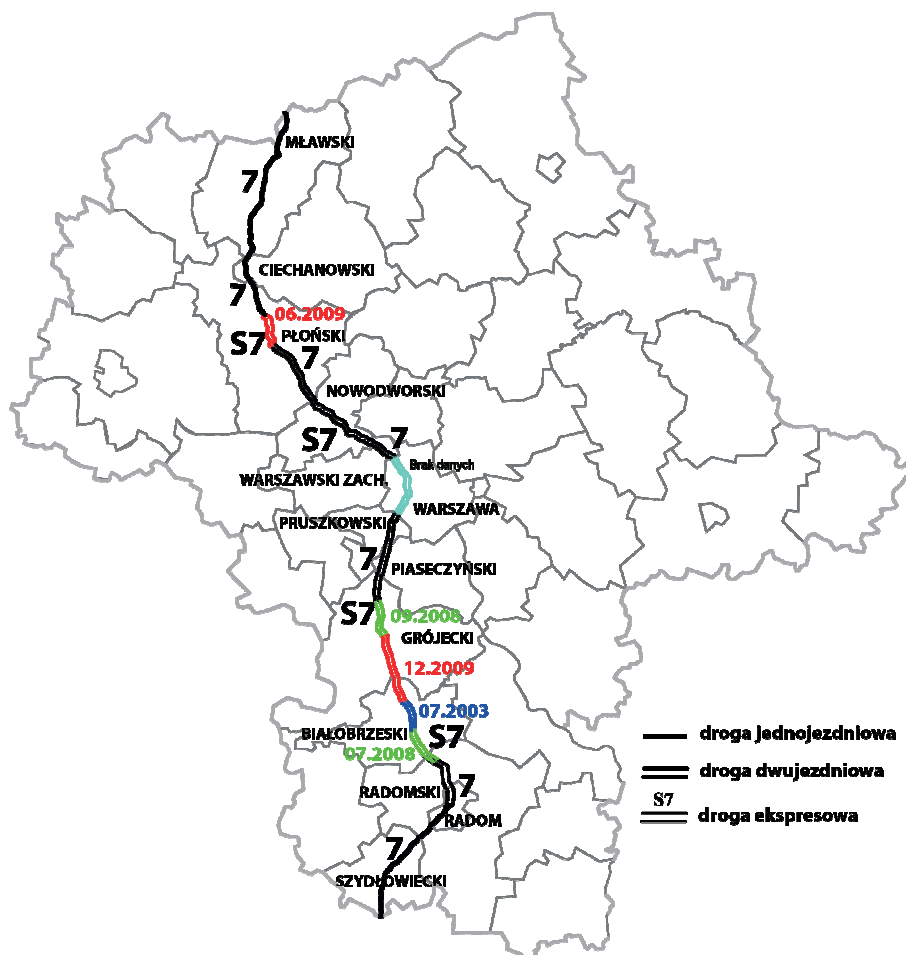 MŁAWSKI
7
CIECHANOWSKI
7
06.2009
S7
PŁOŃSKI
7
NOWODWORSKI
S7
7
Brak danych
WARSZAWSKI ZACH.
WARSZAWA
PRUSZKOWSKI
7
PIASECZYŃSKI
S7
09.2008
GRÓJECKI
12.2009
07.2003
BIAŁOBRZESKI
S7
07.2008
RADOMSKI
7
RADOM
7
SZYDŁOWIECKI
droga jednojezdniowa
droga dwujezdniowa
S7
droga ekspresowa